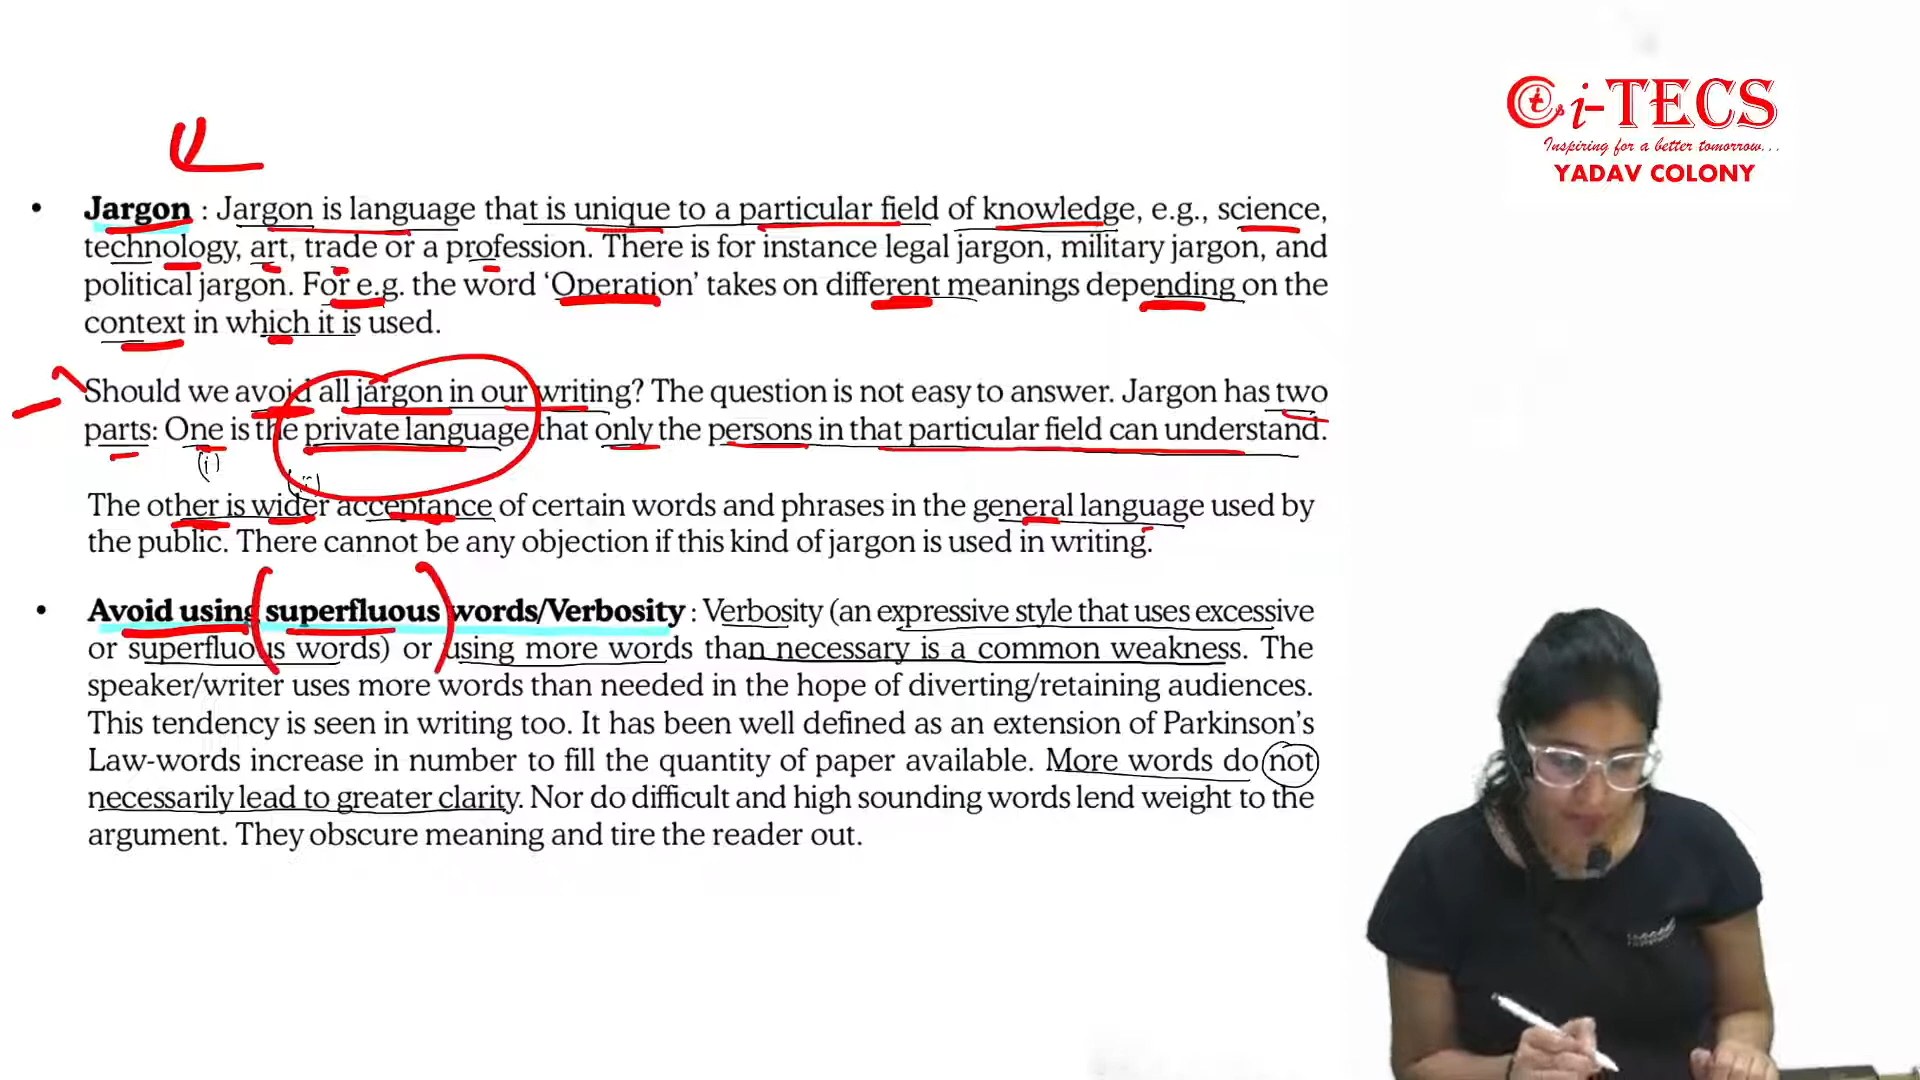 i-TECS
Inspiring for a better tomorrow...
YADAV COLONY
• Jargon : Jargon is language that is unique to a particular field of knowledge, e.g., science,
technology, art, trade or a profession. There is for instance legal jargon, military jargon, and
political jargon. For e.g. the word ‘Operation’ takes on different meanings depending on the
context in which it is used.
Should we avoid all jargon in our writing? The question is not easy to answer. Jargon has two
parts: One is the private language that only the persons in that particular field can understand.
(i)
(ii)
The other is wider acceptance of certain words and phrases in the general language used by
the public. There cannot be any objection if this kind of jargon is used in writing.
• Avoid using superfluous words/Verbosity : Verbosity (an expressive style that uses excessive
or superfluous words) or using more words than necessary is a common weakness. The
speaker/writer uses more words than needed in the hope of diverting/retaining audiences.
This tendency is seen in writing too. It has been well defined as an extension of Parkinson’s
Law-words increase in number to fill the quantity of paper available. More words do not
necessarily lead to greater clarity. Nor do difficult and high sounding words lend weight to the
argument. They obscure meaning and tire the reader out.